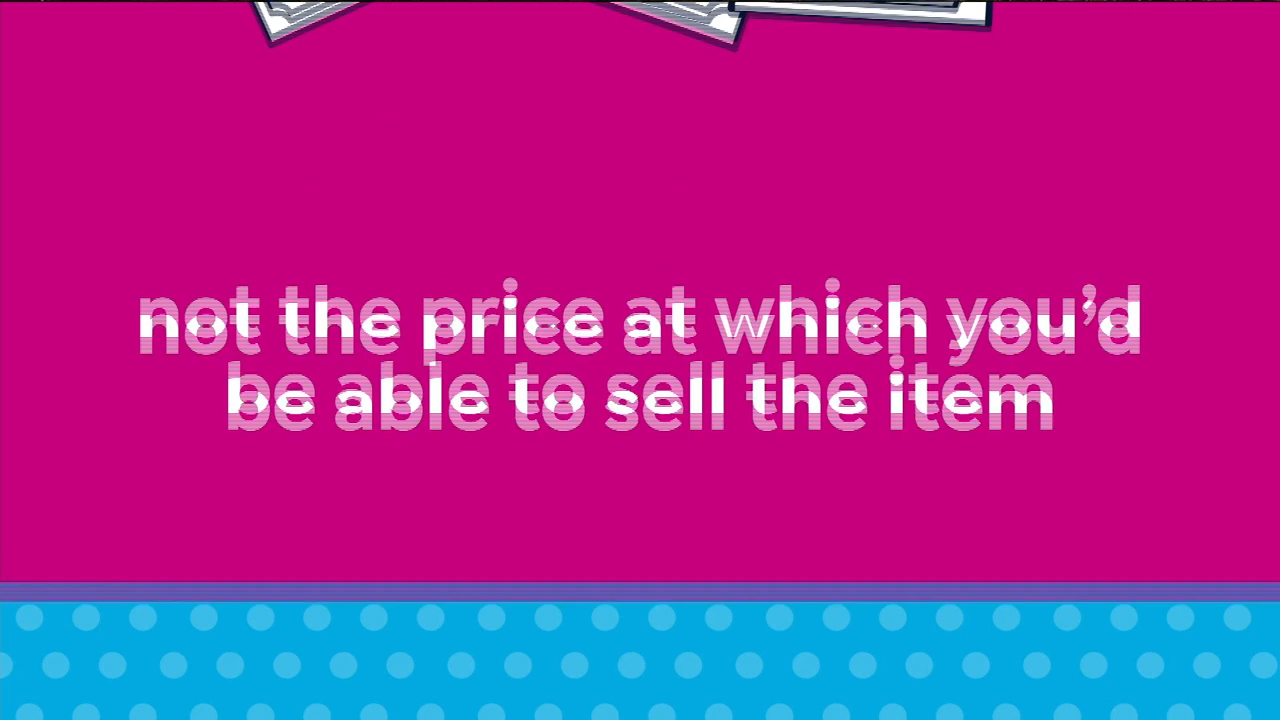 not the price at which you’d
be able to sell the item